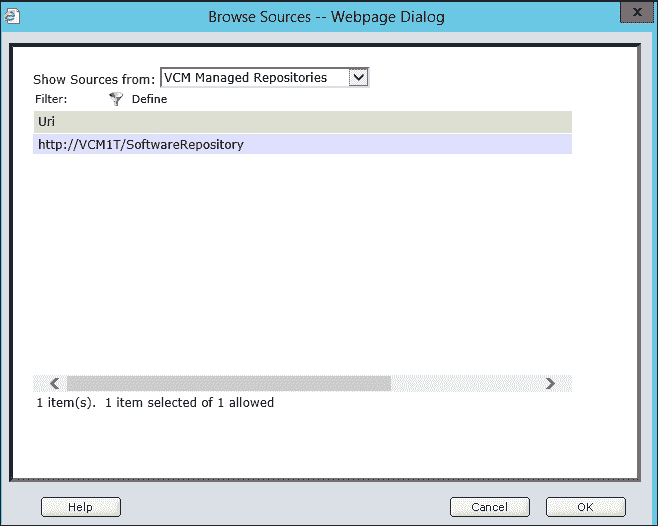 Browse Sources -- Webpage Dialog
x
Show Sources from: VCM Managed Repositories
Filter: Define
Uri
http://VCM1T/SoftwareRepository
1 item(s). 1 item selected of 1 allowed
Help Cancel OK